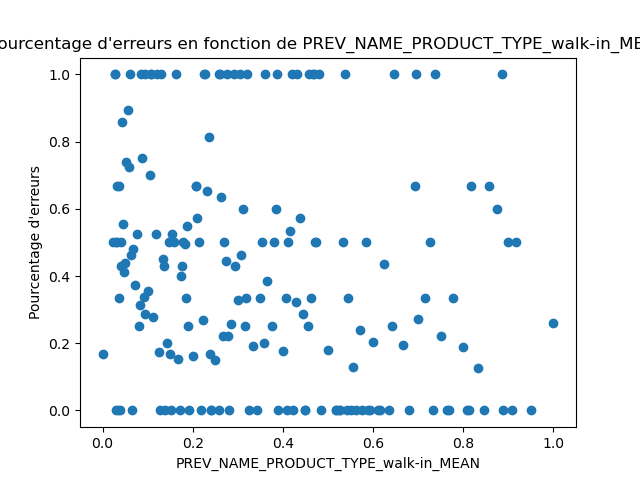 ourcentage d'erreurs en fonction de PREV_NAME_PRODUCT_TYPE_walk-in_ME
1.0
0.8
0.6
0.4
0.2
0.0
Pourcentage d'erreurs
0.0 0.2 0.4 0.6 0.8 1.0
PREV_NAME_PRODUCT_TYPE_walk-in_MEAN